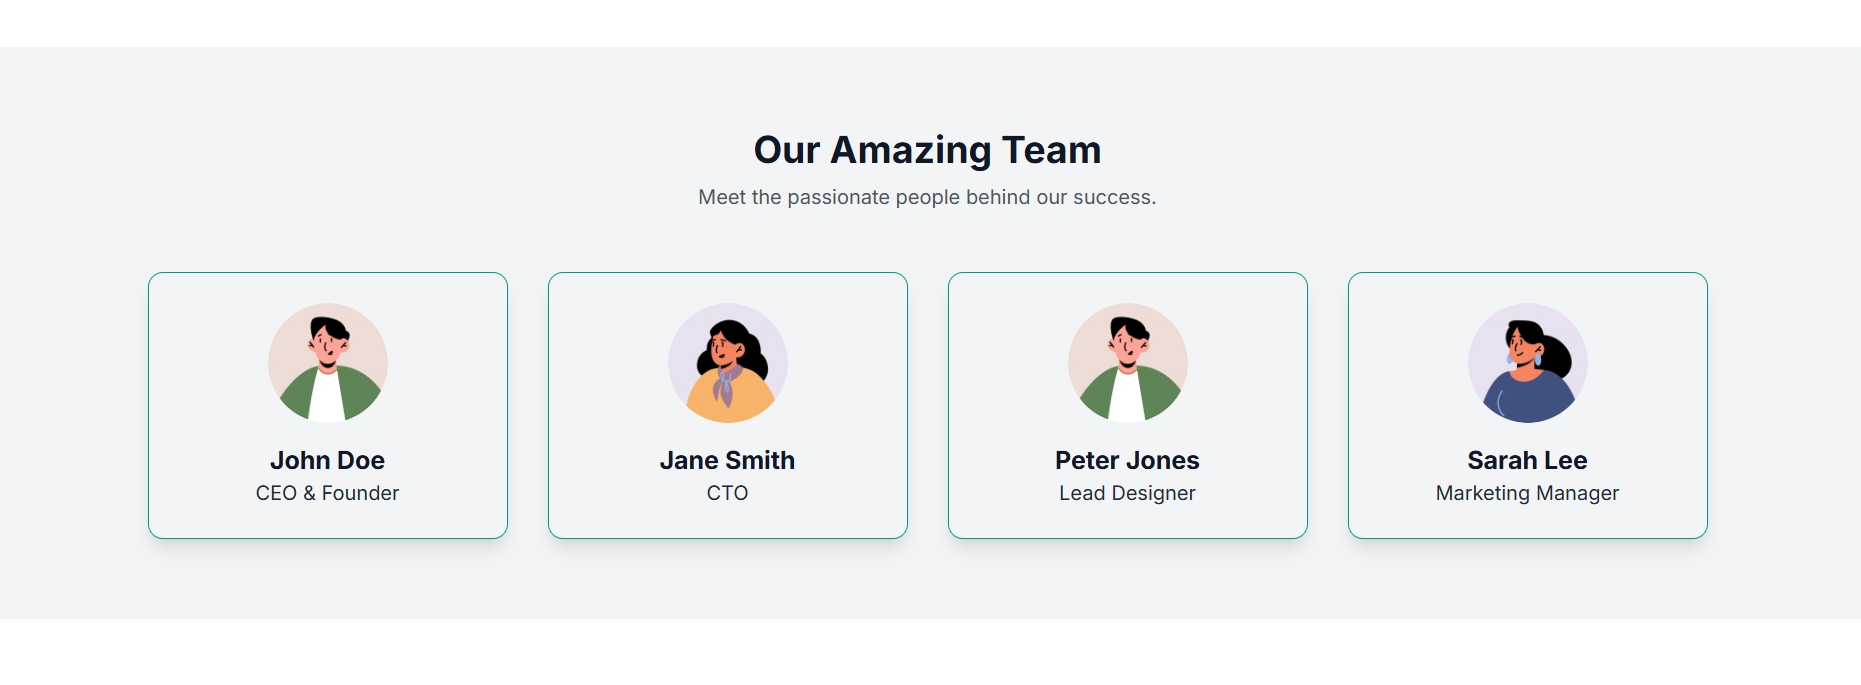 Our Amazing Team
Meet the passionate people behind our success.
John Doe
CEO & Founder
Jane Smith
CTO
Peter Jones
Lead Designer
Sarah Lee
Marketing Manager